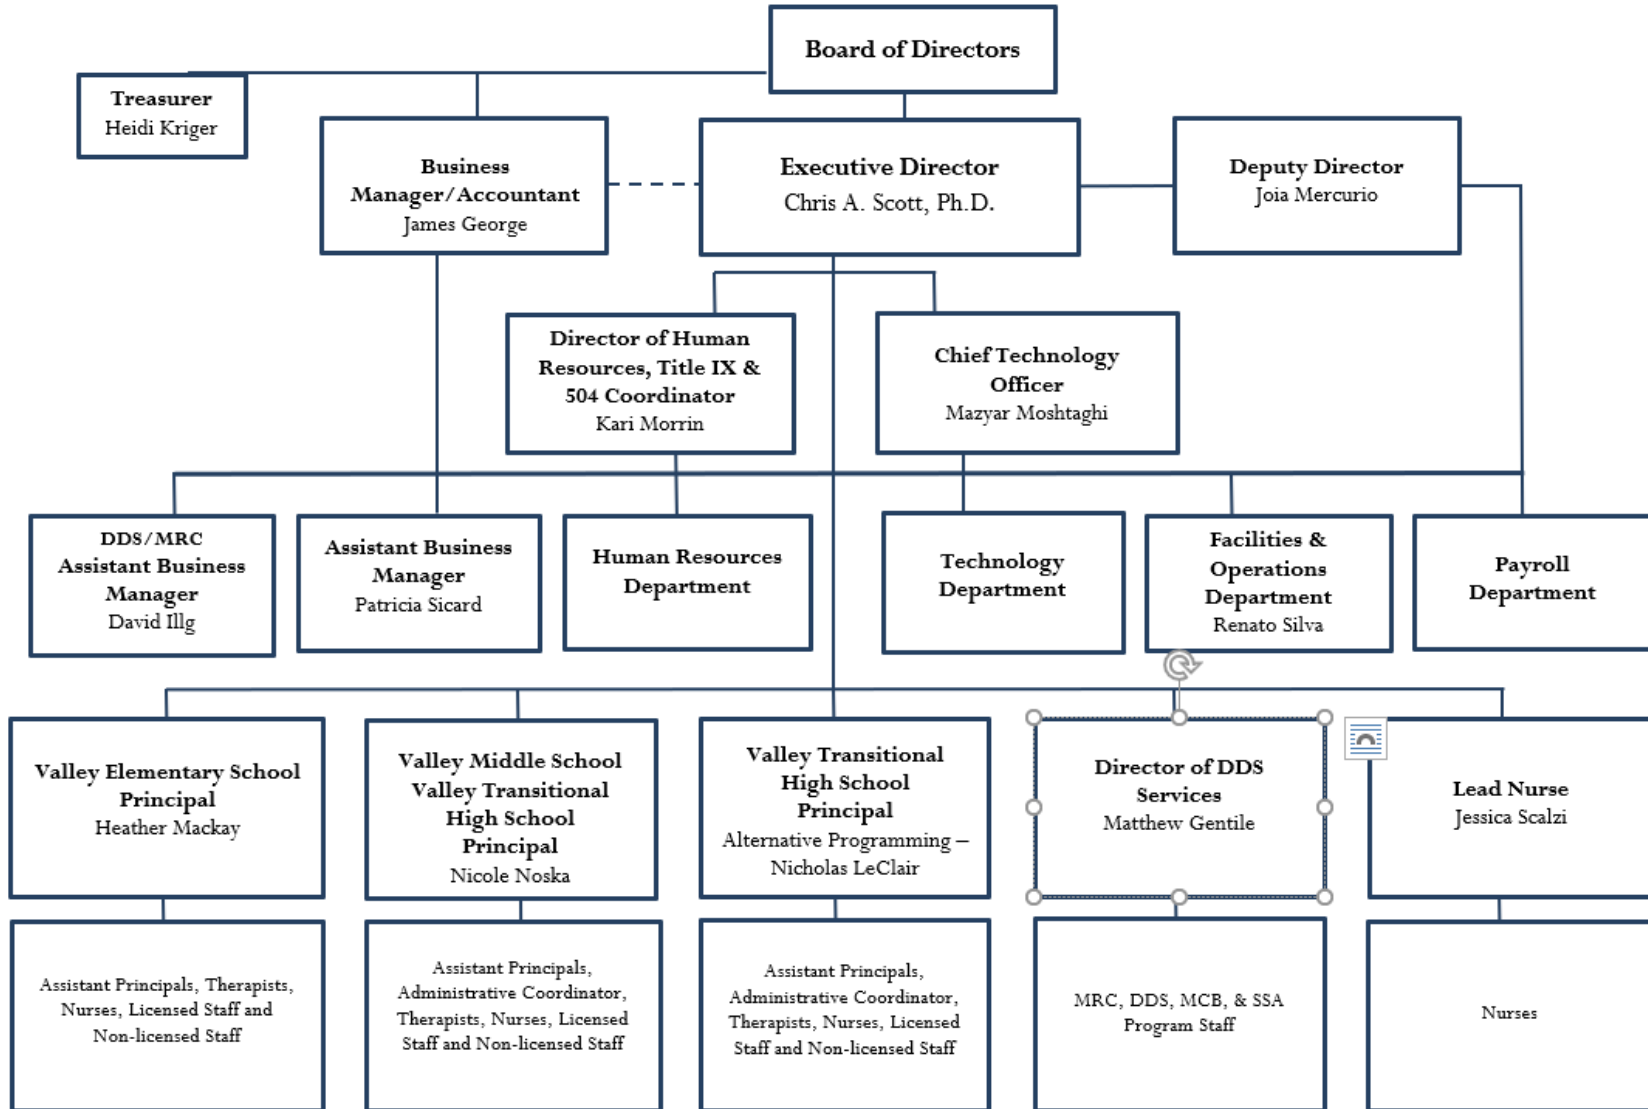 Board of Directors
Treasurer
Heidi Kriger
Business
Manager/Accountant
James George
Executive Director
Chris A. Scott, Ph.D.
Deputy Director
Joia Mercurio
Director of Human
Resources, Title IX &
504 Coordinator
Kari Morrin
Chief Technology
Officer
Mazyar Moshtaghi
DDS/MRC
Assistant Business
Manager
David Illg
Assistant Business
Manager
Patricia Sicard
Human Resources
Department
Technology
Department
Facilities &
Operations
Department
Renato Silva
Payroll
Department
Valley Elementary School
Principal
Heather Mackay
Valley Middle School
Valley Transitional
High School
Principal
Nicole Noska
Valley Transitional
High School
Principal
Alternative Programming –
Nicholas LeClair
Director of DDS
Services
Matthew Gentile
Lead Nurse
Jessica Scalzi
Assistant Principals, Therapists,
Nurses, Licensed Staff and
Non-licensed Staff
Assistant Principals,
Administrative Coordinator,
Therapists, Nurses, Licensed
Staff and Non-licensed Staff
Assistant Principals,
Administrative Coordinator,
Therapists, Nurses, Licensed
Staff and Non-licensed Staff
MRC, DDS, MCB, & SSA
Program Staff
Nurses